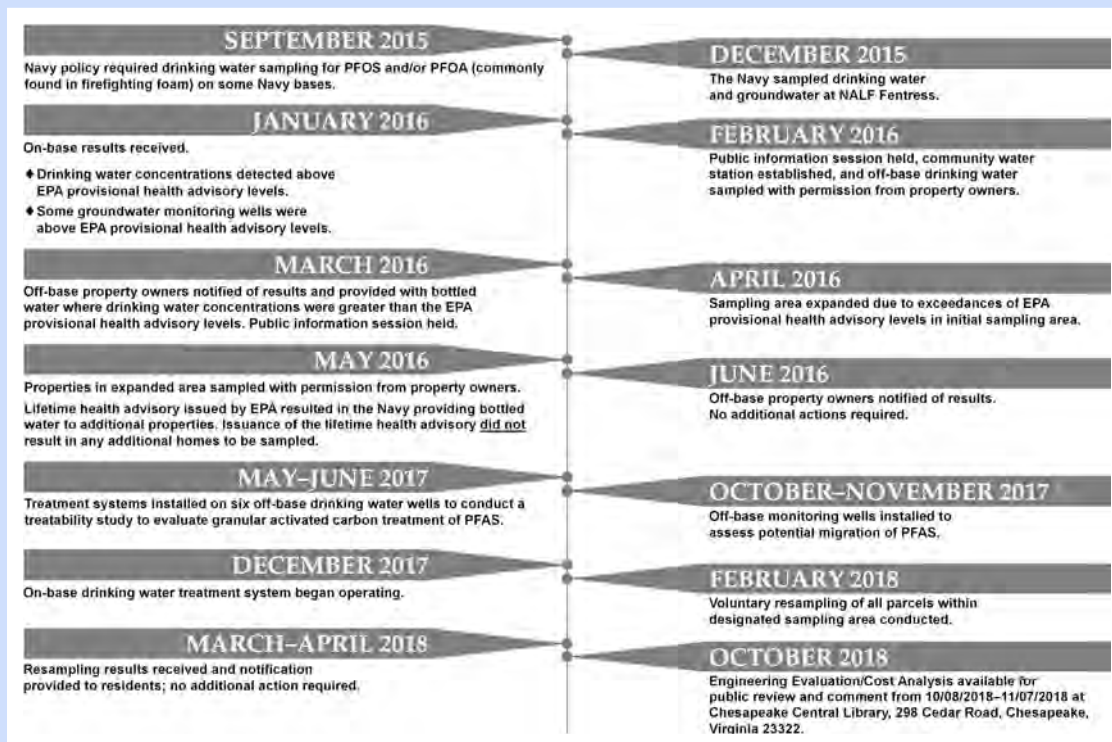 SEPTEMBER 2015
Navy policy required drinking water sampling for PFOS and/or PFOA (commonly
found in firefighting foam) on some Navy bases.
DECEMBER 2015
The Navy sampled drinking water
and groundwater at NALF Fentress.
JANUARY 2016
On-base results received.
♦ Drinking water concentrations detected above
EPA provisional health advisory levels.
♦ Some groundwater monitoring wells were
above EPA provisional health advisory levels.
FEBRUARY 2016
Public information session held, community water
station established, and off-base drinking water
sampled with permission from property owners.
MARCH 2016
Off-base property owners notified of results and provided with bottled
water where drinking water concentrations were greater than the EPA
provisional health advisory levels. Public information session held.
APRIL 2016
Sampling area expanded due to exceedances of EPA
provisional health advisory levels in initial sampling area.
MAY 2016
Properties in expanded area sampled with permission from property owners.
Lifetime health advisory issued by EPA resulted in the Navy providing bottled
water to additional properties. Issuance of the lifetime health advisory did not
result in any additional homes to be sampled.
JUNE 2016
Off-base property owners notified of results.
No additional actions required.
MAY–JUNE 2017
Treatment systems installed on six off-base drinking water wells to conduct a
treatability study to evaluate granular activated carbon treatment of PFAS.
OCTOBER–NOVEMBER 2017
Off-base monitoring wells installed to
assess potential migration of PFAS.
DECEMBER 2017
On-base drinking water treatment system began operating.
FEBRUARY 2018
Voluntary resampling of all parcels within
designated sampling area conducted.
MARCH–APRIL 2018
Resampling results received and notification
provided to residents; no additional action required.
OCTOBER 2018
Engineering Evaluation/Cost Analysis available for
public review and comment from 10/08/2018–11/07/2018 at
Chesapeake Central Library, 298 Cedar Road, Chesapeake,
Virginia 23322.